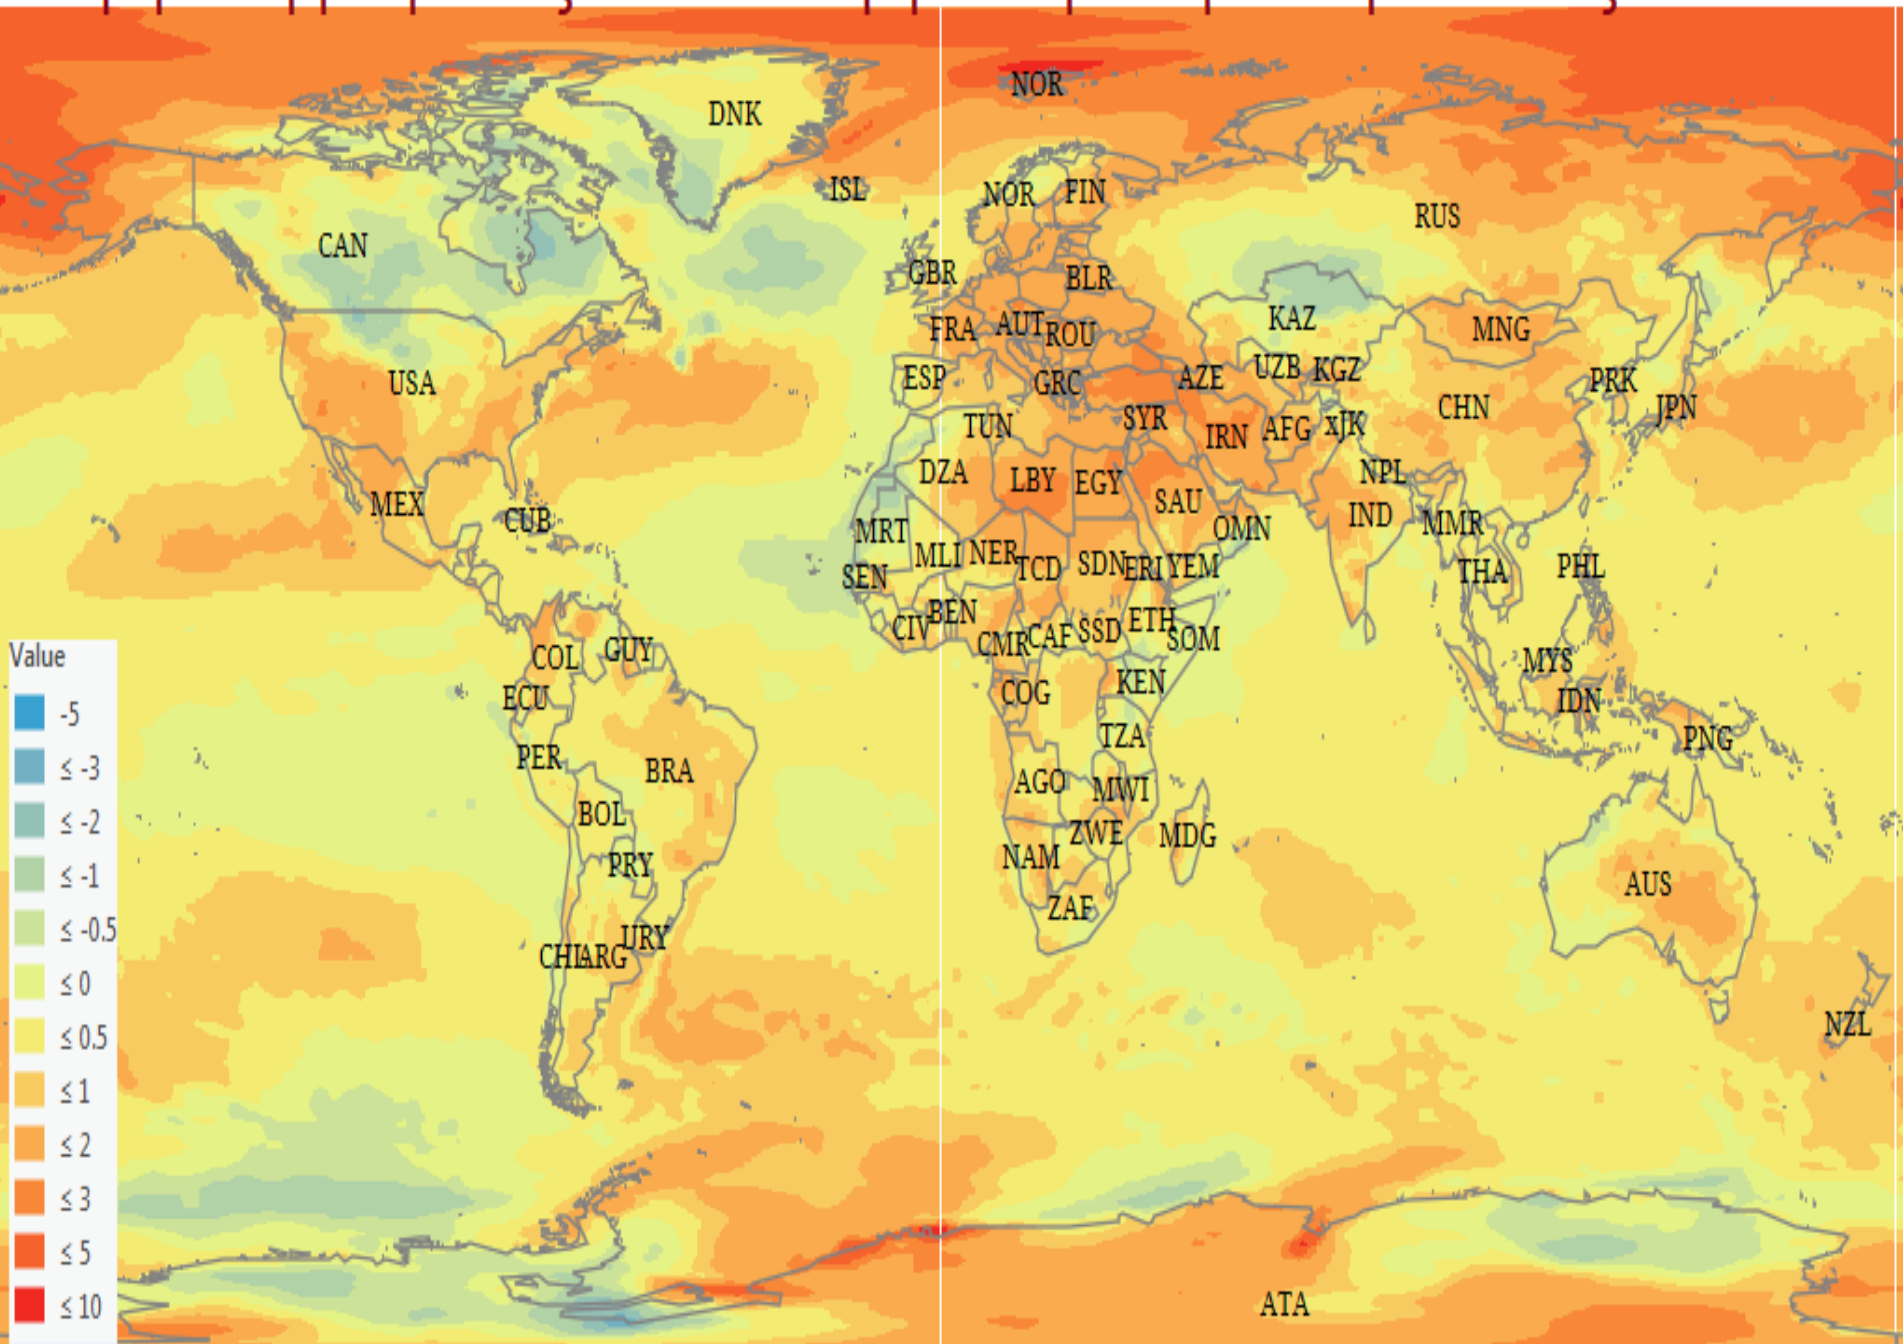 NOR
DNK
ISL
NOR
FIN
RUS
CAN
GBR
BLR
KAZ
MNG
FRA
AUT
ROU
USA
ESP
GRC
AZE
UZB
KGZ
PRK
CHN
JPN
TUN
SYR
IRN
AFG
MEX
CUB
DZA
LBY
EGY
SAU
NPL
IND
OMN
MMR
MRT
MLI
NER
TCD
SDN
ERI
YEM
SEN
THA
PHL
CIV
BEN
CMR
CAF
SSD
ETH
SOM
COL
GUY
MYS
ECU
COG
KEN
IDN
PER
BRA
TZA
PNG
BOL
AGO
MWI
PRY
NAM
ZWE
MDG
AUS
ZAF
URY
CHL
ARG
NZL
ATA
Value
-5
≤ -3
≤ -2
≤ -1
≤ -0.5
≤ 0
≤ 0.5
≤ 1
≤ 2
≤ 3
≤ 5
≤ 10